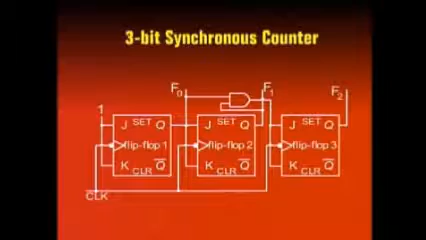 3-bit Synchronous Counter
F₀ F₁ F₂
1
J SET Q J SET Q J SET Q
flip-flop 1 flip-flop 2 flip-flop 3
K CLR Q̅ K CLR Q̅ K CLR Q̅
C̅L̅K̅